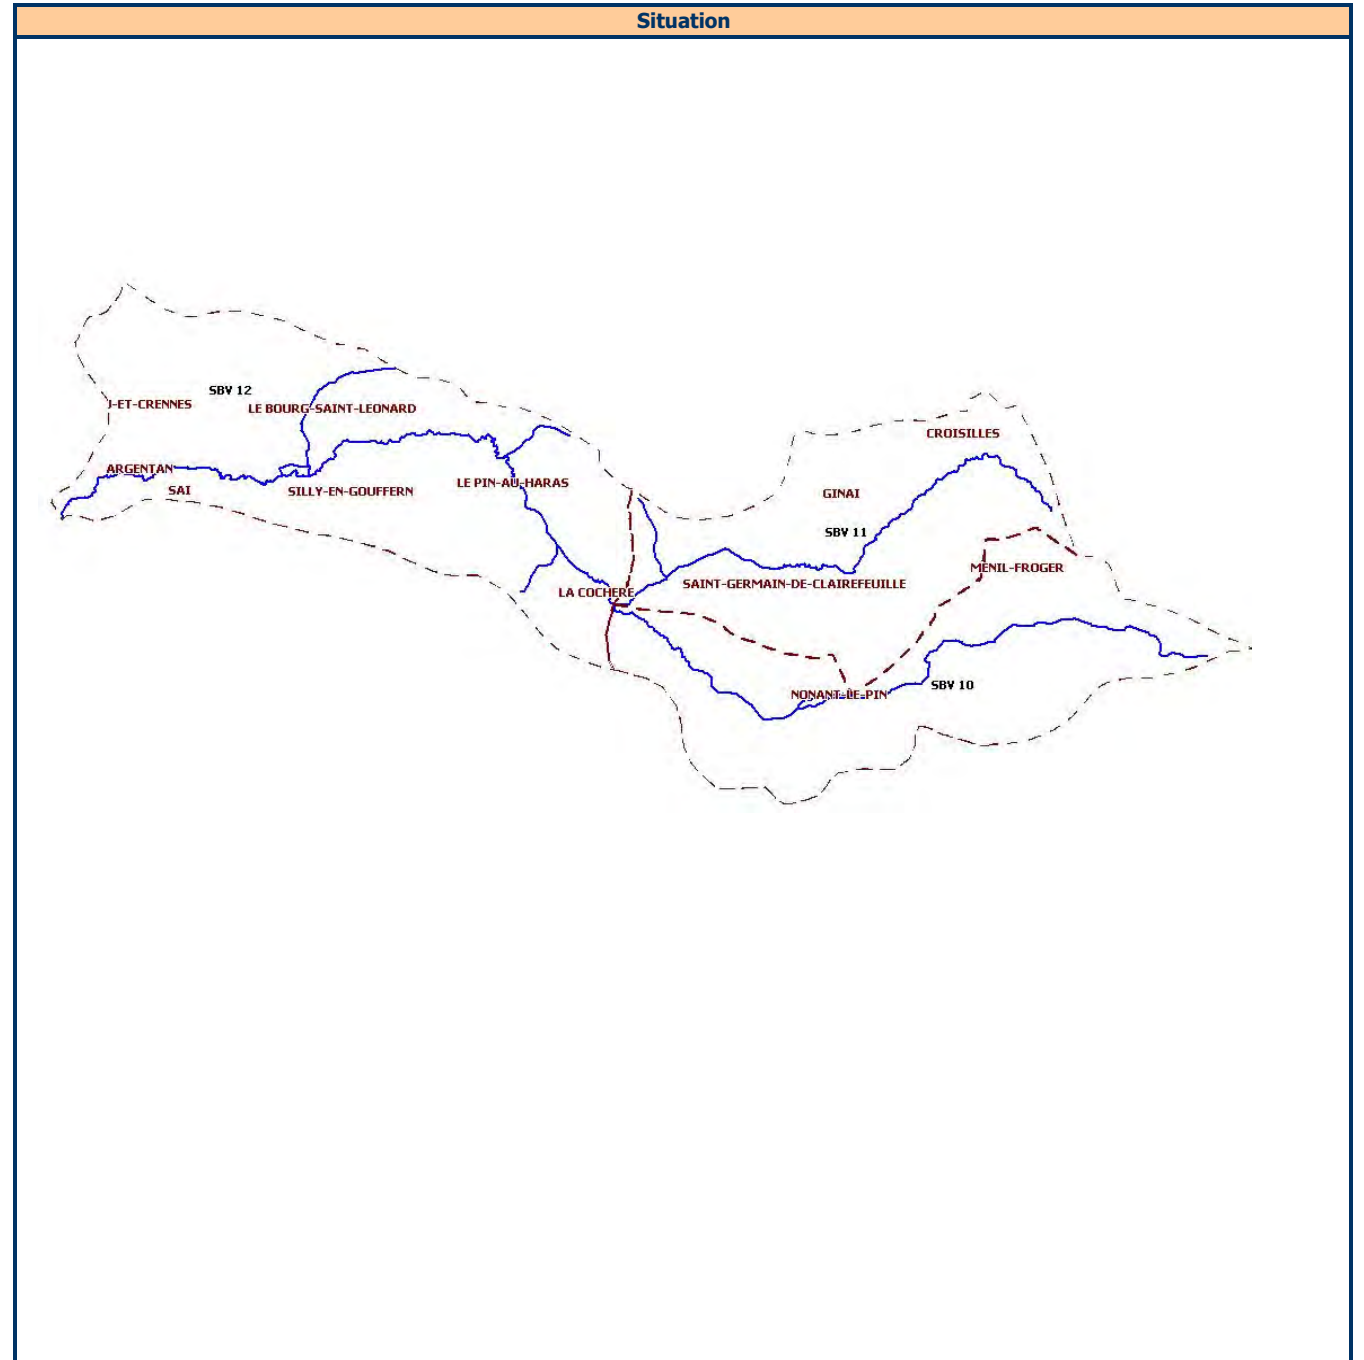 Situation
SBV 12
J-ET-CRENNES
LE BOURG-SAINT-LEONARD
CROISILLES
ARGENTAN
SAI
SILLY-EN-GOUFFERN
LE PIN-AU-HARAS
GINAI
SBV 11
MENIL-FROGER
SAINT-GERMAIN-DE-CLAIREFEUILLE
LA COCHERE
SBV 10
NONANT-LE-PIN